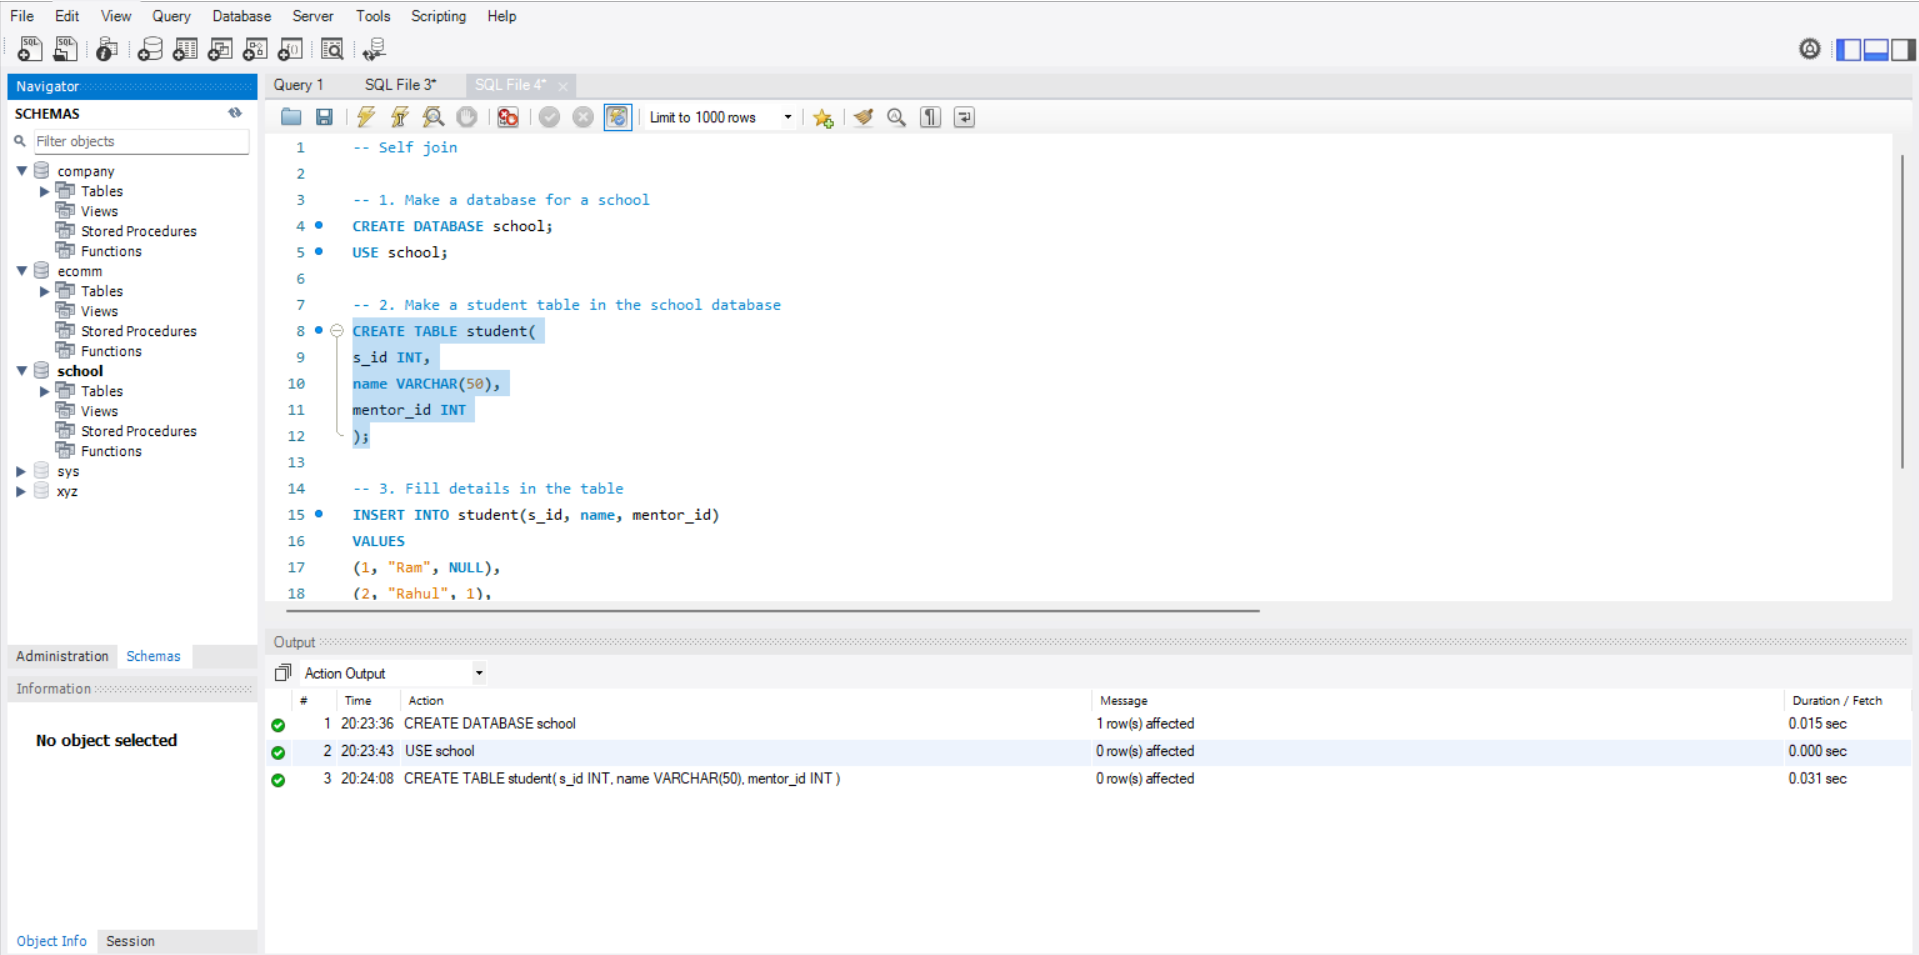 File Edit View Query Database Server Tools Scripting Help
Navigator
SCHEMAS
Filter objects
company
Tables
Views
Stored Procedures
Functions
ecomm
Tables
Views
Stored Procedures
Functions
school
Tables
Views
Stored Procedures
Functions
sys
xyz
Administration Schemas
Information
No object selected
Object Info Session
Query 1 SQL File 3* SQL File 4*
Limit to 1000 rows
1 -- Self join
2
3 -- 1. Make a database for a school
4 CREATE DATABASE school;
5 USE school;
6
7 -- 2. Make a student table in the school database
8 CREATE TABLE student(
9 s_id INT,
10 name VARCHAR(50),
11 mentor_id INT
12 );
13
14 -- 3. Fill details in the table
15 INSERT INTO student(s_id, name, mentor_id)
16 VALUES
17 (1, "Ram", NULL),
18 (2, "Rahul", 1),
Output
Action Output
# Time Action Message Duration / Fetch
1 20:23:36 CREATE DATABASE school 1 row(s) affected 0.015 sec
2 20:23:43 USE school 0 row(s) affected 0.000 sec
3 20:24:08 CREATE TABLE student( s_id INT, name VARCHAR(50), mentor_id INT ) 0 row(s) affected 0.031 sec